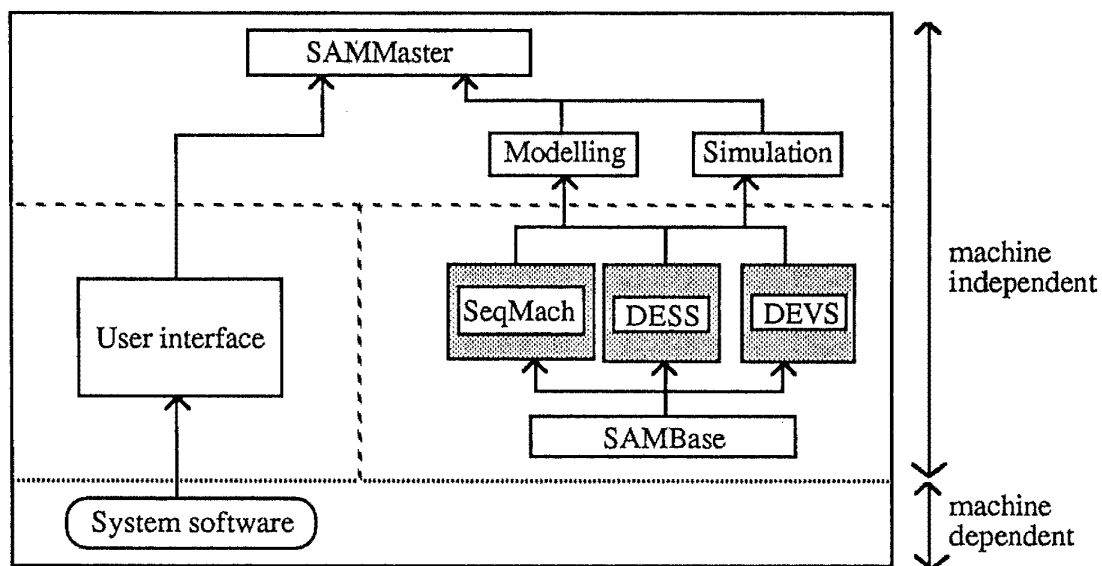 SAMMaster
Modelling
Simulation
machine
independent
SeqMach
DESS
DEVS
User interface
SAMBase
System software
machine
dependent